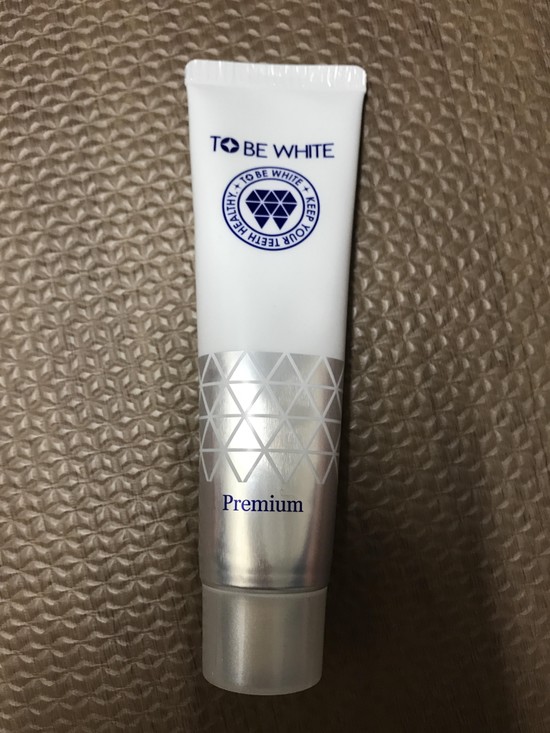 TO BE WHITE
TO BE WHITE
KEEP YOUR TEETH HEALTHY.
Premium